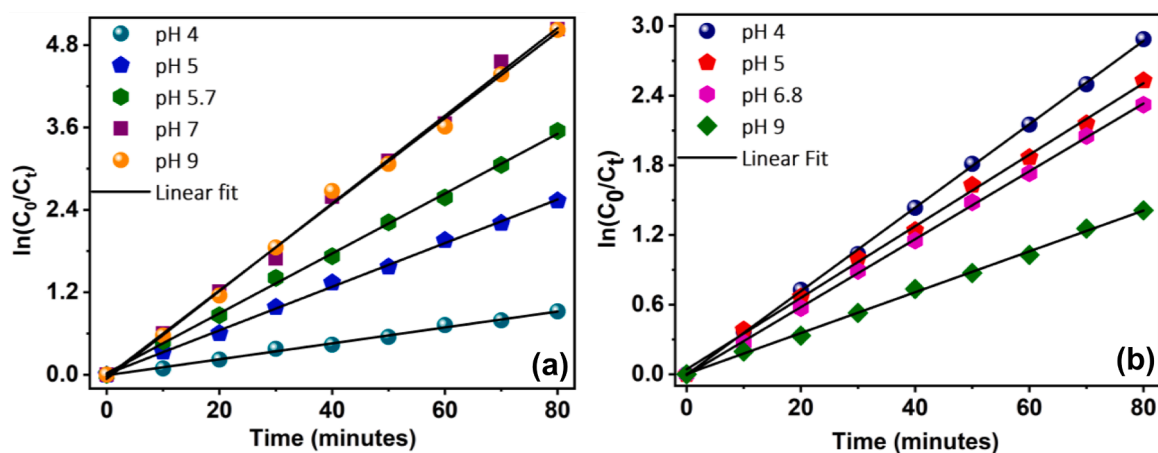 4.8
3.6
2.4
1.2
0.0
ln(C₀/Cₜ)
pH 4
pH 5
pH 5.7
pH 7
pH 9
Linear fit
(a)
0 20 40 60 80
Time (minutes)
3.0
2.4
1.8
1.2
0.6
0.0
ln(C₀/Cₜ)
pH 4
pH 5
pH 6.8
pH 9
Linear Fit
(b)
0 20 40 60 80
Time (minutes)